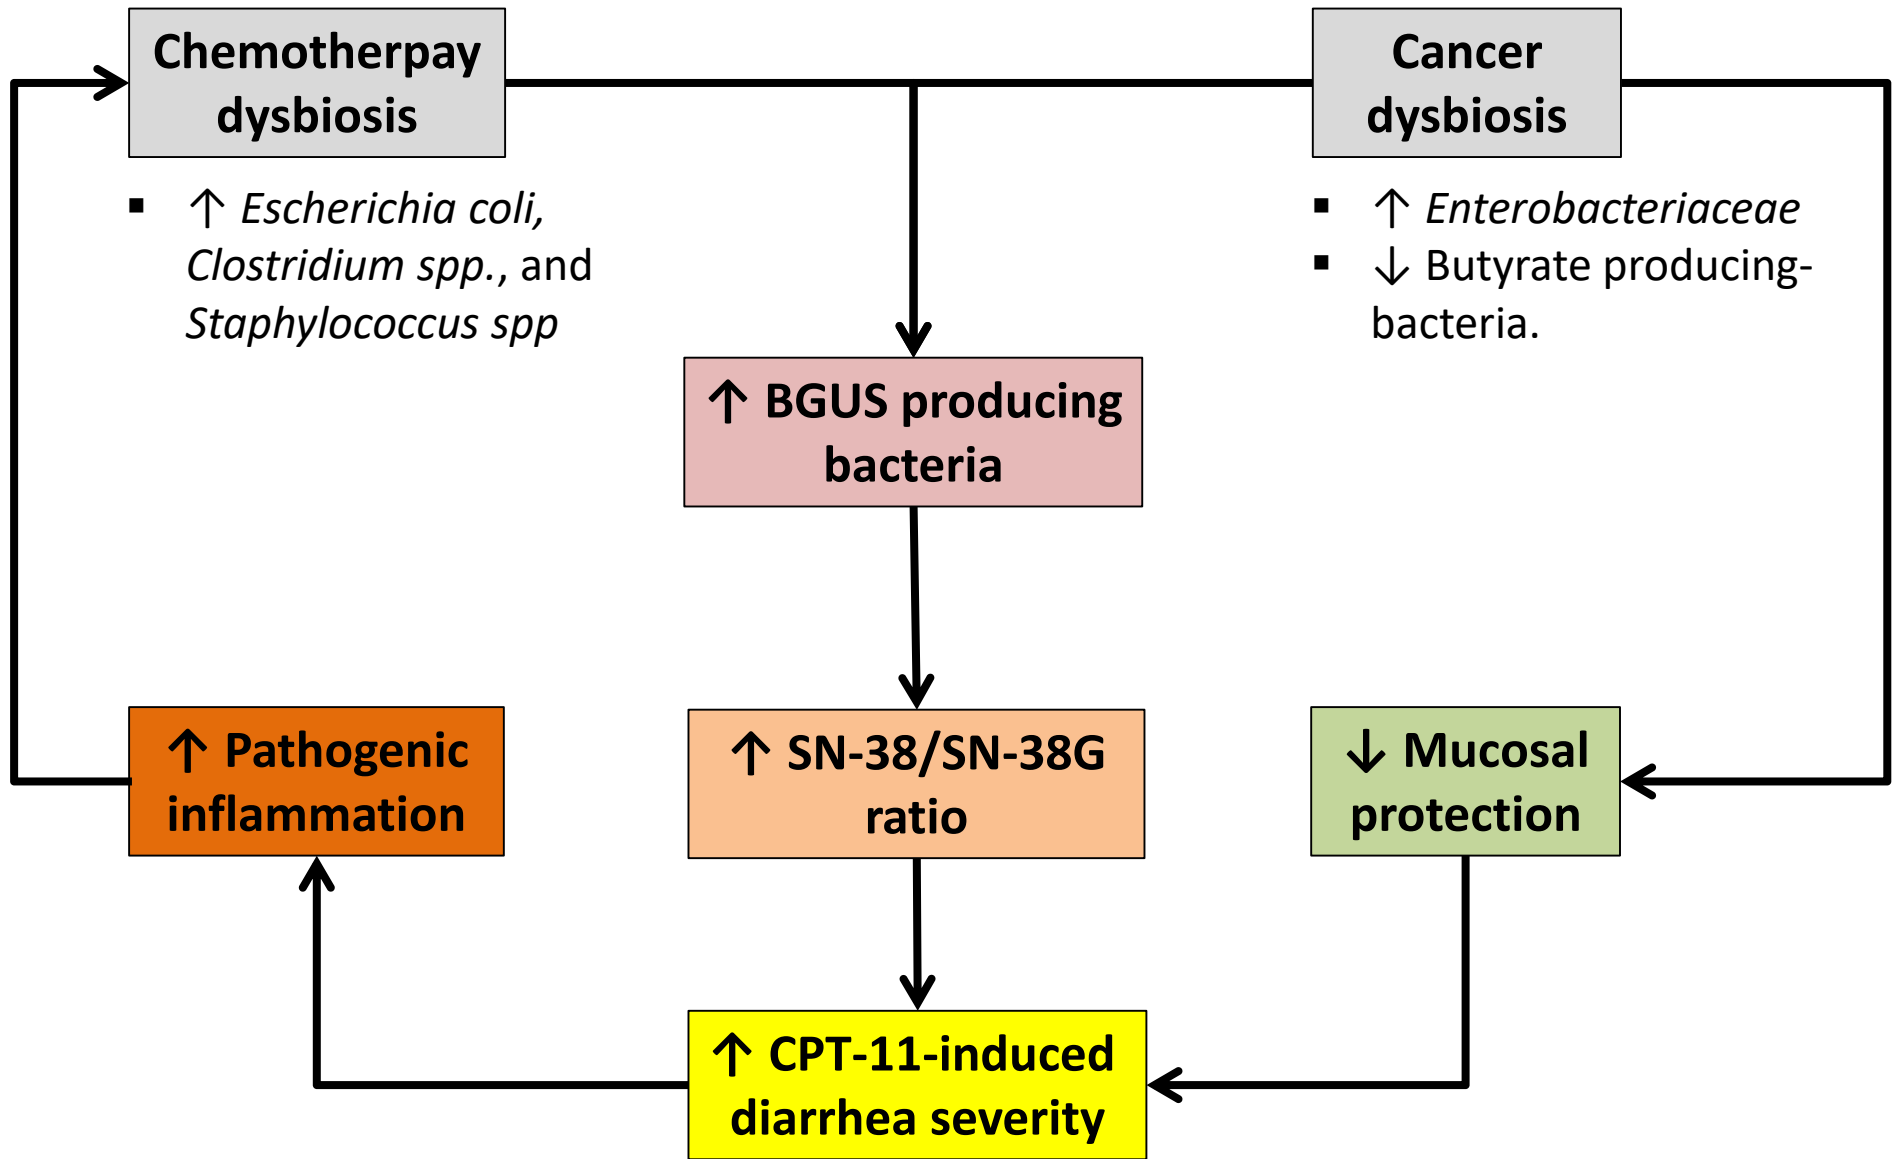 Chemotherpay
dysbiosis
Cancer
dysbiosis
▪ ↑ Escherichia coli,
Clostridium spp., and
Staphylococcus spp
▪ ↑ Enterobacteriaceae
▪ ↓ Butyrate producing-
bacteria.
↑ BGUS producing
bacteria
↑ Pathogenic
inflammation
↑ SN-38/SN-38G
ratio
↓ Mucosal
protection
↑ CPT-11-induced
diarrhea severity